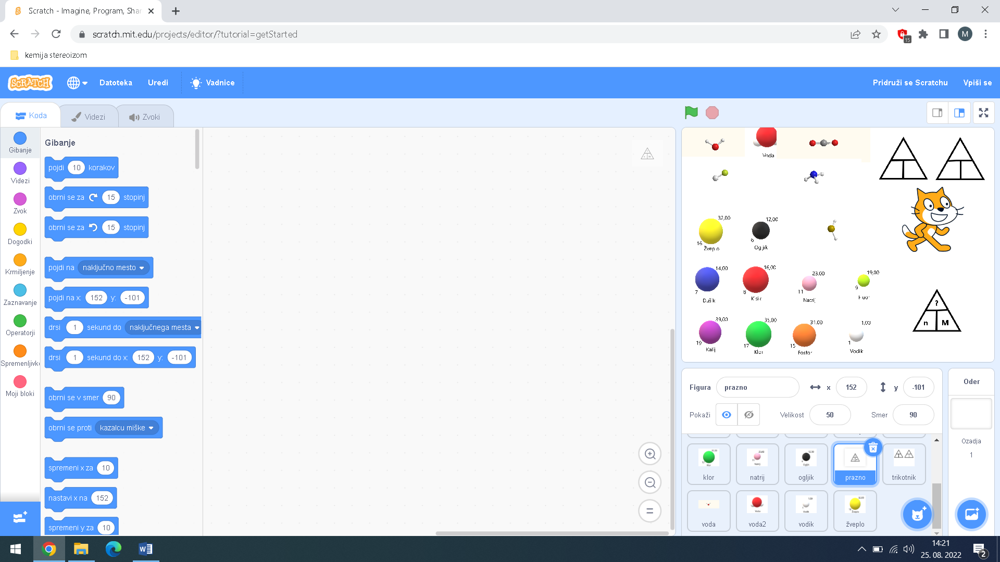 Scratch - Imagine, Program, Shar
scratch.mit.edu/projects/editor/?tutorial=getStarted
15
M
kemija stereoizom
SCRATCH
Datoteka
Uredi
Vadnice
Pridruži se Scratchu
Vpiši se
Koda
Videzi
Zvoki
Gibanje
Videzi
Zvok
Dogodki
Krmiljenje
Zaznavanje
Operatorji
Spremenljivke
Moji bloki
Gibanje
pojdi 10 korakov
obrni se za 15 stopinj
obrni se za 15 stopinj
pojdi na naključno mesto
pojdi na x: 152 y: -101
drsi 1 sekund do naključnega mesta
drsi 1 sekund do x: 152 y: -101
obrni se v smer 90
obrni se proti kazalcu miške
spremeni x za 10
nastavi x na 152
spremeni y za 10
Voda
32,00
16
Žveplo
12,00
6
Ogljik
14,00
7
Dušik
16,00
8
Kisik
23,00
11
Natrij
19,00
9
Fluor
39,00
19
Kalij
35,00
17
Klor
31,00
15
Fosfor
1,00
1
Vodik
?
n M
Figura prazno x 152 y -101
Pokaži Velikost 50 Smer 90
klor natrij ogljik prazno trikotnik
voda voda2 vodik žveplo
Oder
Ozadja
1
14:21
25. 08. 2022
2